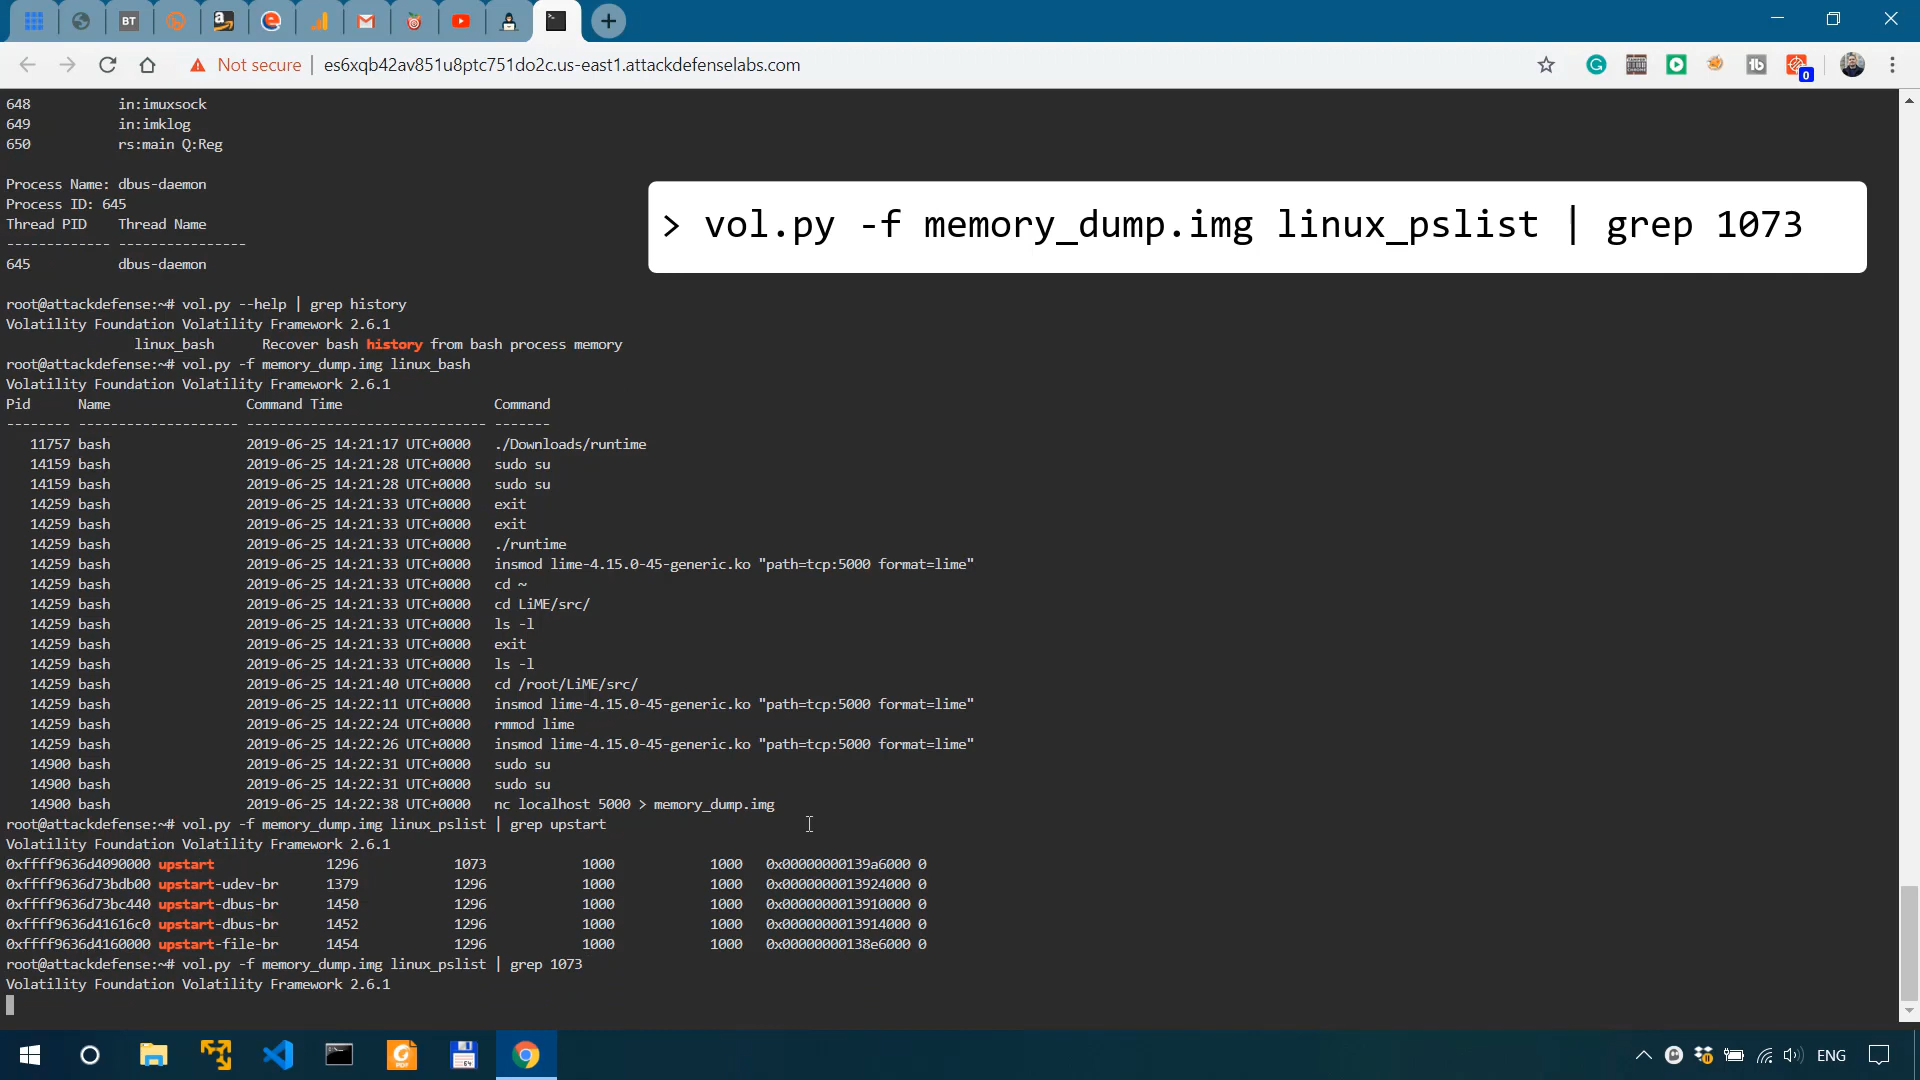 BT
Not secure | es6xqb42av851u8ptc751do2c.us-east1.attackdefenselabs.com
0
648 in:imuxsock
649 in:imklog
650 rs:main Q:Reg
Process Name: dbus-daemon
Process ID: 645
Thread PID Thread Name
------------- ----------------
645 dbus-daemon
> vol.py -f memory_dump.img linux_pslist | grep 1073
root@attackdefense:~# vol.py --help | grep history
Volatility Foundation Volatility Framework 2.6.1
linux_bash Recover bash history from bash process memory
root@attackdefense:~# vol.py -f memory_dump.img linux_bash
Volatility Foundation Volatility Framework 2.6.1
Pid Name Command Time Command
-------- -------------------- ------------------------------ -------
11757 bash 2019-06-25 14:21:17 UTC+0000 ./Downloads/runtime
14159 bash 2019-06-25 14:21:28 UTC+0000 sudo su
14159 bash 2019-06-25 14:21:28 UTC+0000 sudo su
14259 bash 2019-06-25 14:21:33 UTC+0000 exit
14259 bash 2019-06-25 14:21:33 UTC+0000 exit
14259 bash 2019-06-25 14:21:33 UTC+0000 ./runtime
14259 bash 2019-06-25 14:21:33 UTC+0000 insmod lime-4.15.0-45-generic.ko "path=tcp:5000 format=lime"
14259 bash 2019-06-25 14:21:33 UTC+0000 cd ~
14259 bash 2019-06-25 14:21:33 UTC+0000 cd LiME/src/
14259 bash 2019-06-25 14:21:33 UTC+0000 ls -l
14259 bash 2019-06-25 14:21:33 UTC+0000 exit
14259 bash 2019-06-25 14:21:33 UTC+0000 ls -l
14259 bash 2019-06-25 14:21:40 UTC+0000 cd /root/LiME/src/
14259 bash 2019-06-25 14:22:11 UTC+0000 insmod lime-4.15.0-45-generic.ko "path=tcp:5000 format=lime"
14259 bash 2019-06-25 14:22:24 UTC+0000 rmmod lime
14259 bash 2019-06-25 14:22:26 UTC+0000 insmod lime-4.15.0-45-generic.ko "path=tcp:5000 format=lime"
14900 bash 2019-06-25 14:22:31 UTC+0000 sudo su
14900 bash 2019-06-25 14:22:31 UTC+0000 sudo su
14900 bash 2019-06-25 14:22:38 UTC+0000 nc localhost 5000 > memory_dump.img
root@attackdefense:~# vol.py -f memory_dump.img linux_pslist | grep upstart
Volatility Foundation Volatility Framework 2.6.1
0xffff9636d4090000 upstart 1296 1073 1000 1000 0x00000000139a6000 0
0xffff9636d73bdb00 upstart-udev-br 1379 1296 1000 1000 0x0000000013924000 0
0xffff9636d73bc440 upstart-dbus-br 1450 1296 1000 1000 0x0000000013910000 0
0xffff9636d41616c0 upstart-dbus-br 1452 1296 1000 1000 0x0000000013914000 0
0xffff9636d4160000 upstart-file-br 1454 1296 1000 1000 0x00000000138e6000 0
root@attackdefense:~# vol.py -f memory_dump.img linux_pslist | grep 1073
Volatility Foundation Volatility Framework 2.6.1
ENG